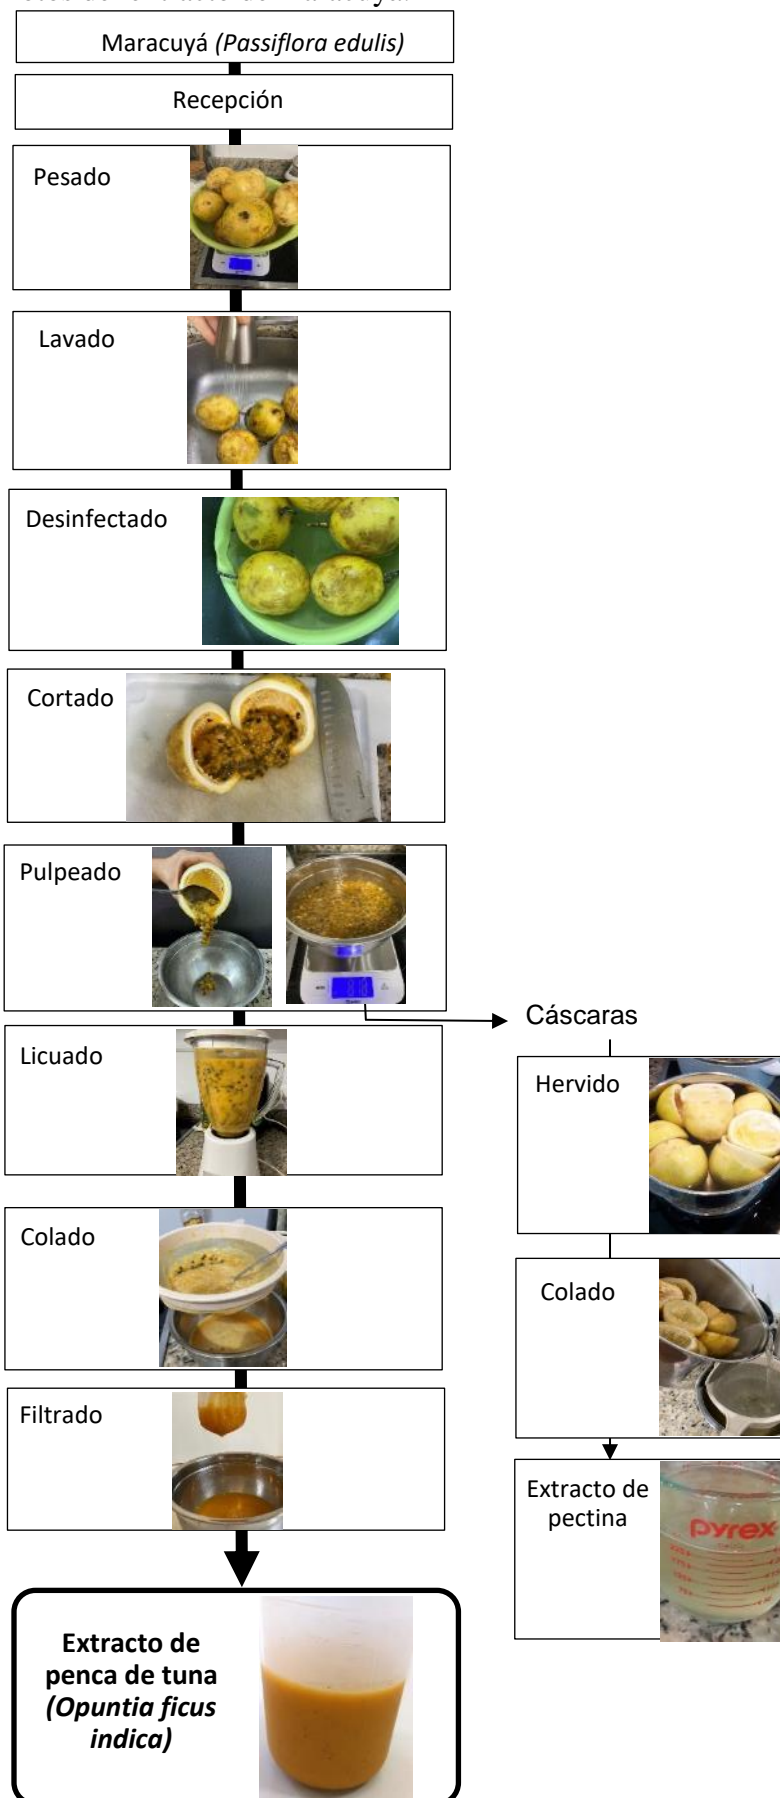 Maracuyá (Passiflora edulis)
Recepción
Pesado
Lavado
Desinfectado
Cortado
Pulpeado
Cáscaras
Licuado
Hervido
Colado
Colado
Filtrado
Extracto de
pectina
pyrex
Extracto de
penca de tuna
(Opuntia ficus
indica)